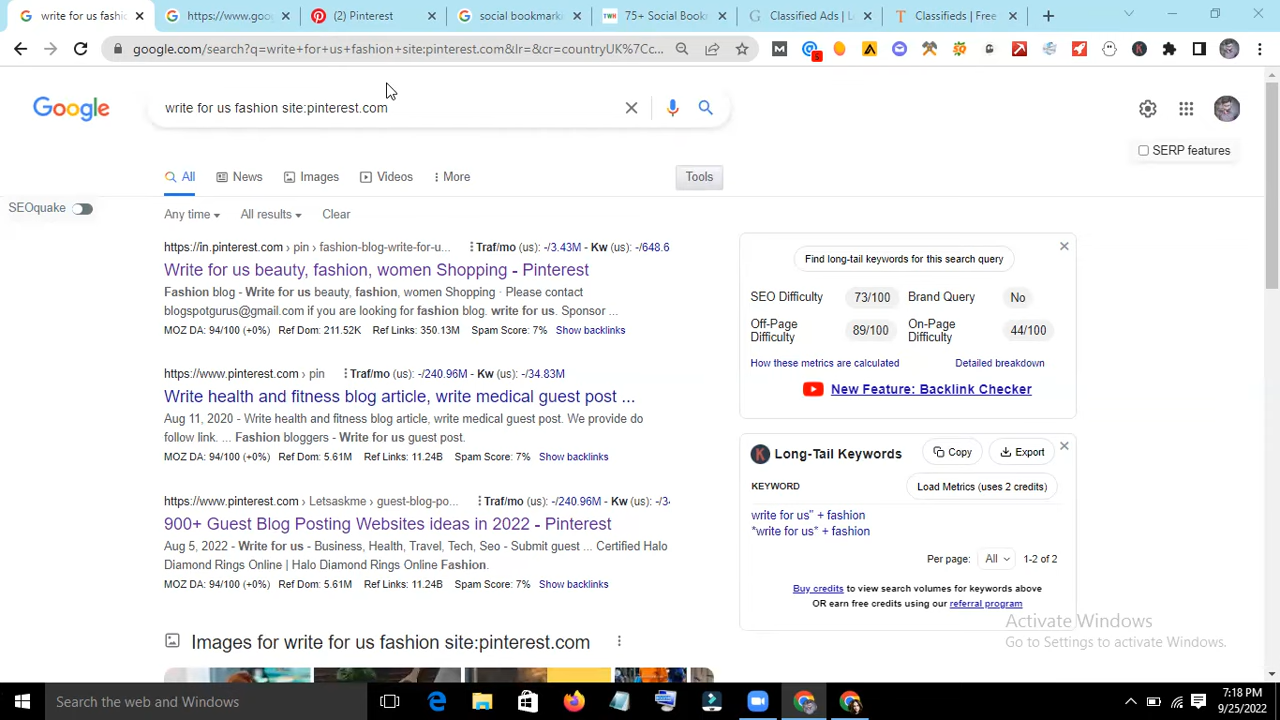 write for us fashi
https://www.goo
(2) Pinterest
social bookmarki
TWH
75+ Social Book
Classified Ads | L
Classifieds | Free
google.com/search?q=write+for+us+fashion+site:pinterest.com&lr=&cr=countryUK%7Cc...
5
Google
write for us fashion site:pinterest.com
SERP features
All
News
Images
Videos
More
Tools
SEOquake
Any time
All results
Clear
https://in.pinterest.com › pin › fashion-blog-write-for-u...
Traf/mo (us): -/3.43M - Kw (us): -/648.6
Write for us beauty, fashion, women Shopping - Pinterest
Fashion blog - Write for us beauty, fashion, women Shopping · Please contact
blogspotgurus@gmail.com if you are looking for fashion blog. write for us. Sponsor ...
MOZ DA: 94/100 (+0%) Ref Dom: 211.52K Ref Links: 350.13M Spam Score: 7% Show backlinks
https://www.pinterest.com › pin
Traf/mo (us): -/240.96M - Kw (us): -/34.83M
Write health and fitness blog article, write medical guest post ...
Aug 11, 2020 - Write health and fitness blog article, write medical guest post. We provide do
follow link. ... Fashion bloggers - Write for us guest post.
MOZ DA: 94/100 (+0%) Ref Dom: 5.61M Ref Links: 11.24B Spam Score: 7% Show backlinks
https://www.pinterest.com › Letsaskme › guest-blog-po...
Traf/mo (us): -/240.96M - Kw (us): -/34
900+ Guest Blog Posting Websites ideas in 2022 - Pinterest
Aug 5, 2022 - Write for us - Business, Health, Travel, Tech, Seo - Submit guest ... Certified Halo
Diamond Rings Online | Halo Diamond Rings Online Fashion.
MOZ DA: 94/100 (+0%) Ref Dom: 5.61M Ref Links: 11.24B Spam Score: 7% Show backlinks
Images for write for us fashion site:pinterest.com
Find long-tail keywords for this search query
SEO Difficulty 73/100 Brand Query No
Off-Page Difficulty 89/100 On-Page Difficulty 44/100
How these metrics are calculated
Detailed breakdown
New Feature: Backlink Checker
K Long-Tail Keywords
Copy
Export
KEYWORD
Load Metrics (uses 2 credits)
write for us" + fashion
"write for us" + fashion
Per page: All 1-2 of 2
Buy credits to view search volumes for keywords above
OR earn free credits using our referral program
Activate Windows
Go to Settings to activate Windows.
Search the web and Windows
7:18 PM
9/25/2022